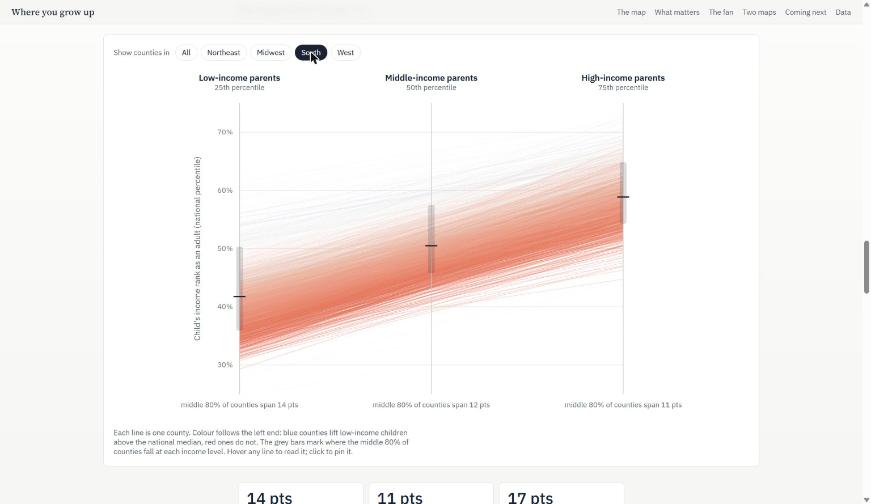 Where you grow up
The map What matters The fan Two maps Coming next Data
Show counties in All Northeast Midwest South West
Low-income parents
25th percentile
Middle-income parents
50th percentile
High-income parents
75th percentile
Child's income rank as an adult (national percentile)
70%
60%
50%
40%
30%
middle 80% of counties span 14 pts
middle 80% of counties span 12 pts
middle 80% of counties span 11 pts
Each line is one county. Colour follows the left end: blue counties lift low-income children
above the national median, red ones do not. The grey bars mark where the middle 80% of
counties fall at each income level. Hover any line to read it; click to pin it.
14 pts 11 pts 17 pts